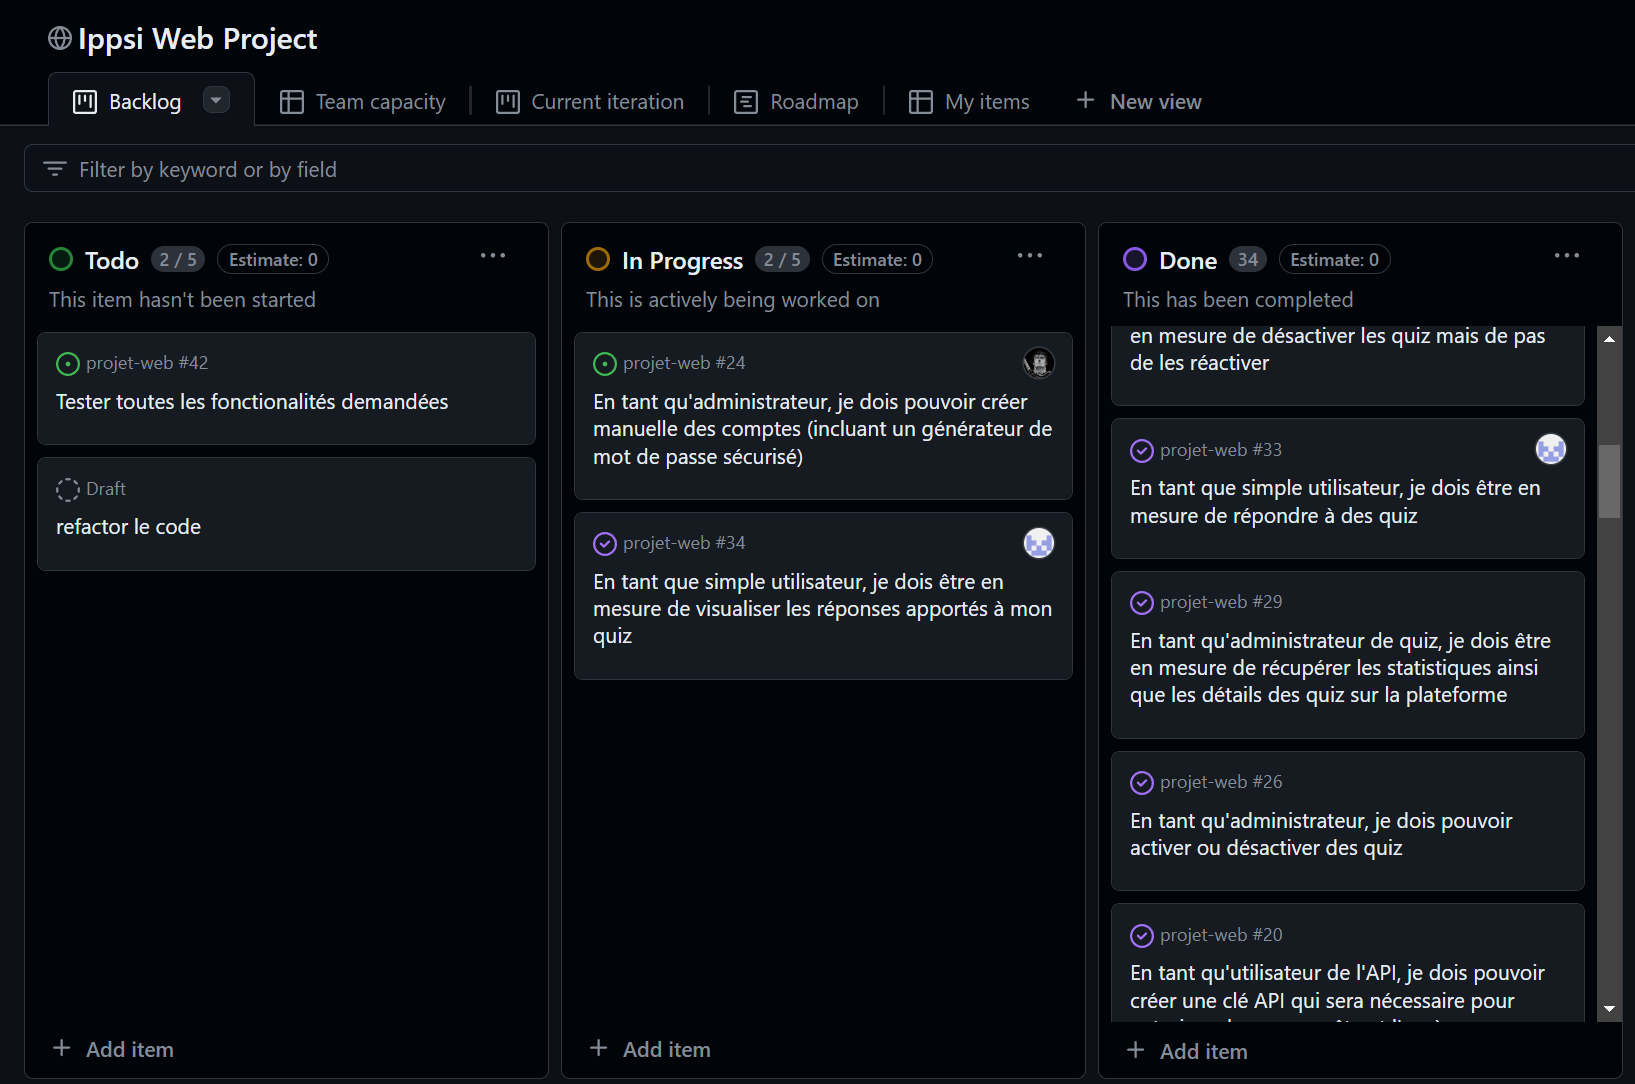 Ippsi Web Project
Backlog
Team capacity
Current iteration
Roadmap
My items
New view
Filter by keyword or by field
Todo 2 / 5 Estimate: 0
This item hasn't been started
projet-web #42
Tester toutes les fonctionalités demandées
Draft
refactor le code
Add item
In Progress 2 / 5 Estimate: 0
This is actively being worked on
projet-web #24
En tant qu'administrateur, je dois pouvoir créer
manuelle des comptes (incluant un générateur de
mot de passe sécurisé)
projet-web #34
En tant que simple utilisateur, je dois être en
mesure de visualiser les réponses apportés à mon
quiz
Add item
Done 34 Estimate: 0
This has been completed
en mesure de désactiver les quiz mais de pas
de les réactiver
projet-web #33
En tant que simple utilisateur, je dois être en
mesure de répondre à des quiz
projet-web #29
En tant qu'administrateur de quiz, je dois être
en mesure de récupérer les statistiques ainsi
que les détails des quiz sur la plateforme
projet-web #26
En tant qu'administrateur, je dois pouvoir
activer ou désactiver des quiz
projet-web #20
En tant qu'utilisateur de l'API, je dois pouvoir
créer une clé API qui sera nécessaire pour
Add item